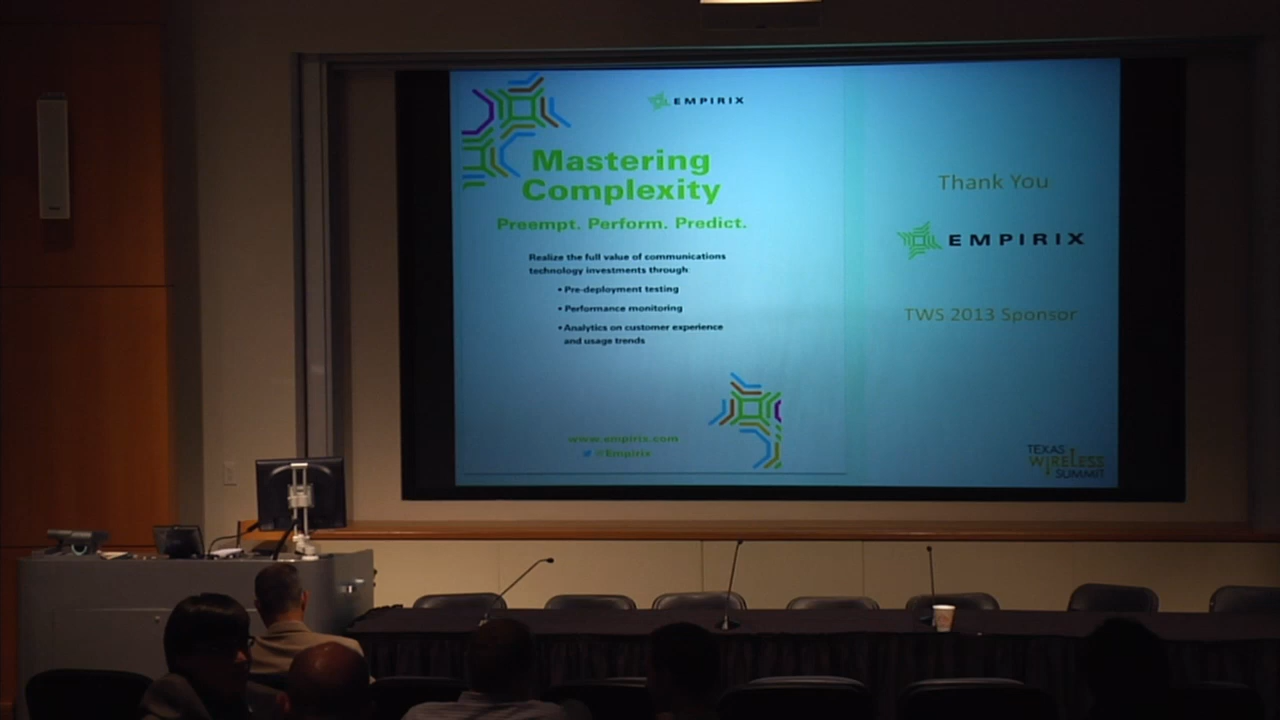 EMPIRIX
Mastering
Complexity
Preempt. Perform. Predict.
Realize the full value of communications
technology investments through:
• Pre-deployment testing
• Performance monitoring
• Analytics on customer experience
and usage trends
www.empirix.com
@Empirix
Thank You
EMPIRIX
TWS 2013 Sponsor
TEXAS
WIRELESS
SUMMIT